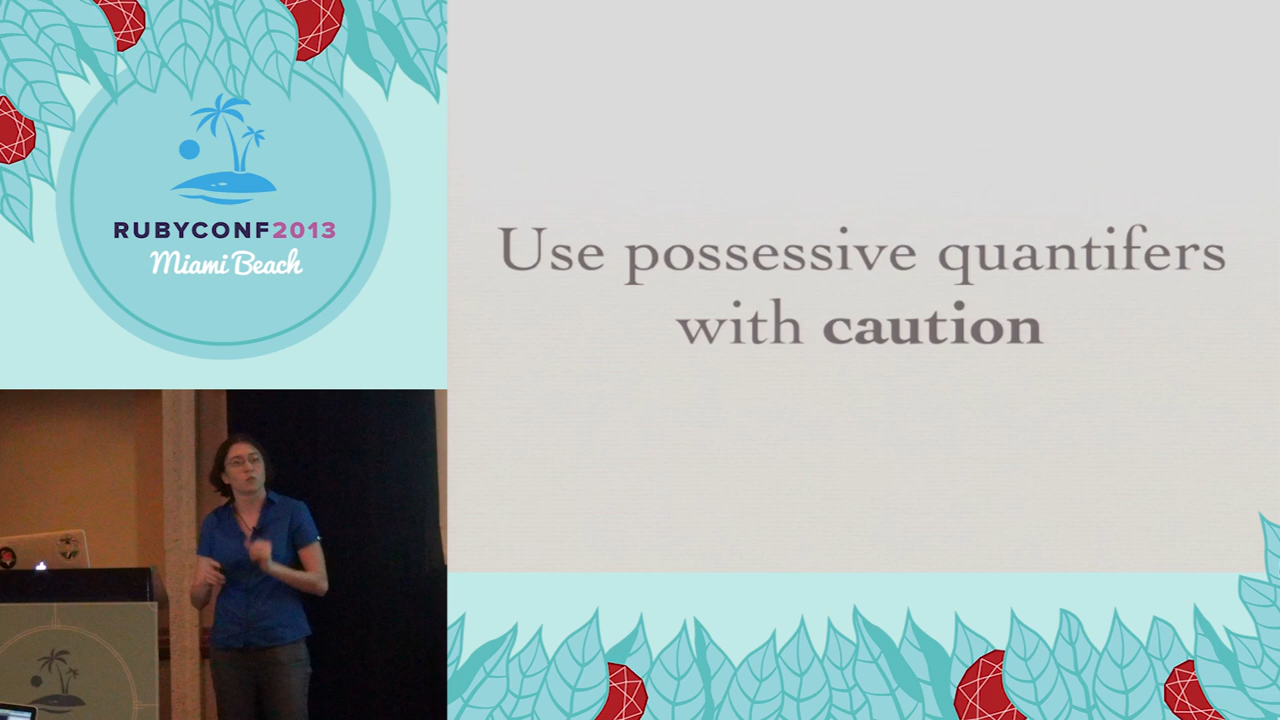 RUBYCONF2013
Miami Beach
Use possessive quantifers
with caution